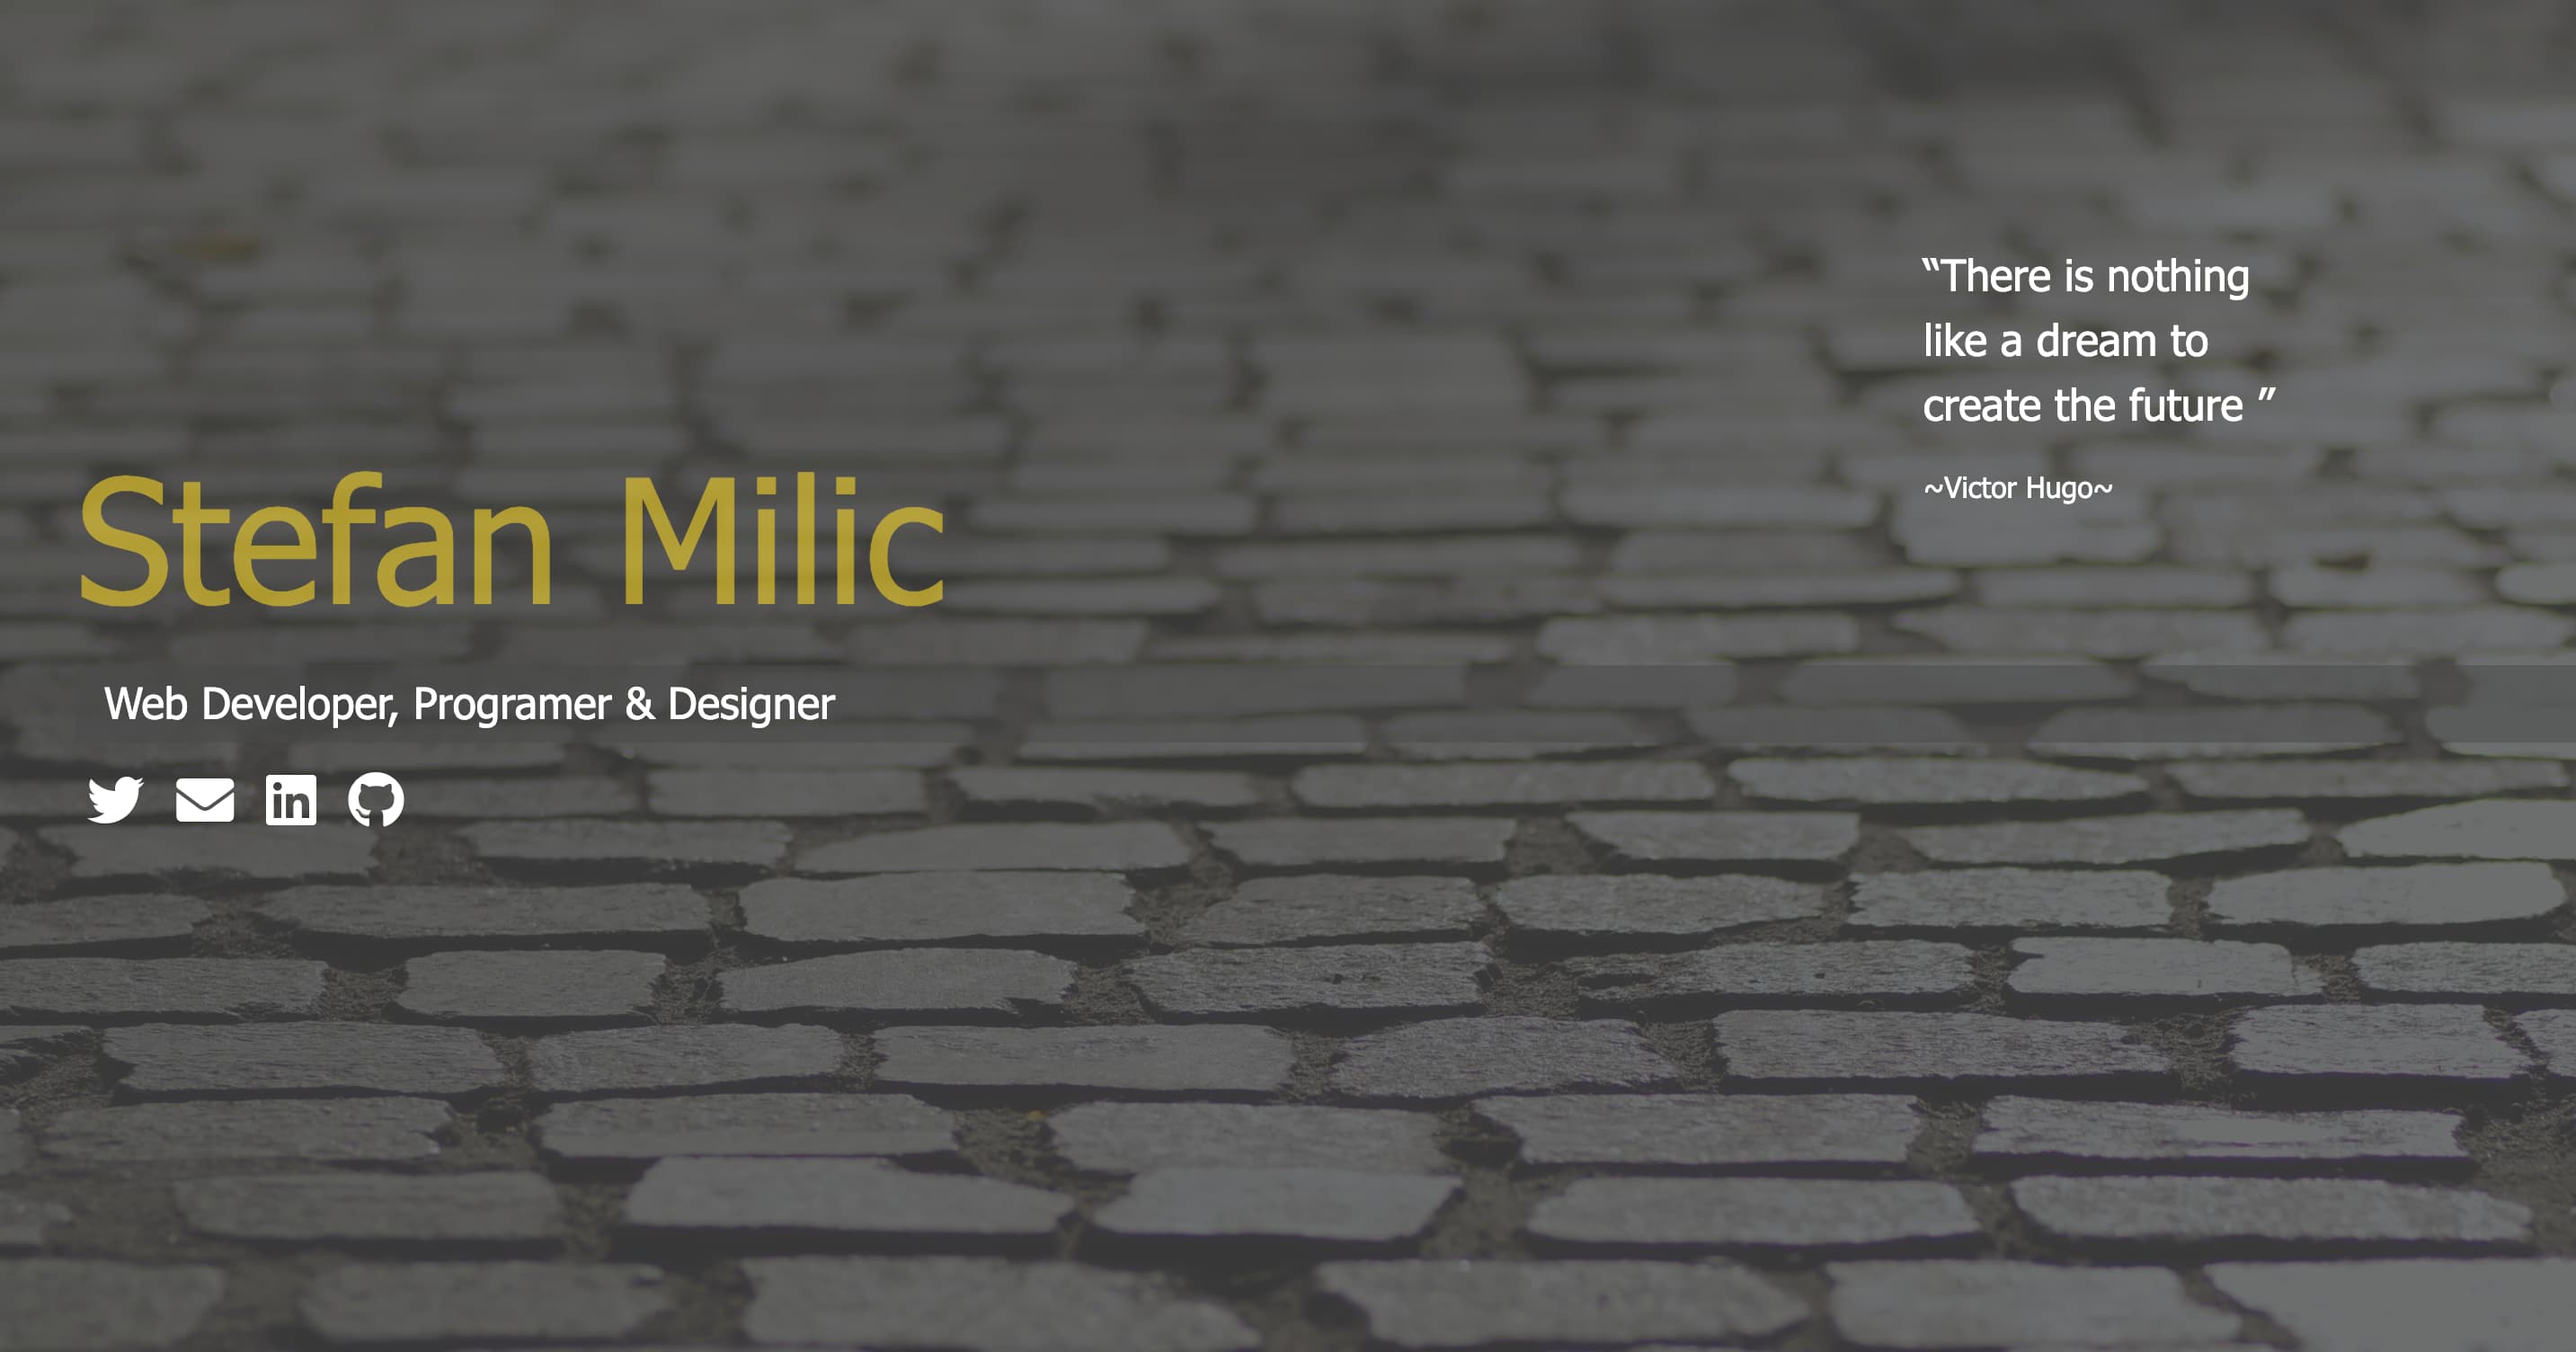 “There is nothing
like a dream to
create the future ”
~Victor Hugo~
Stefan Milic
Web Developer, Programer & Designer